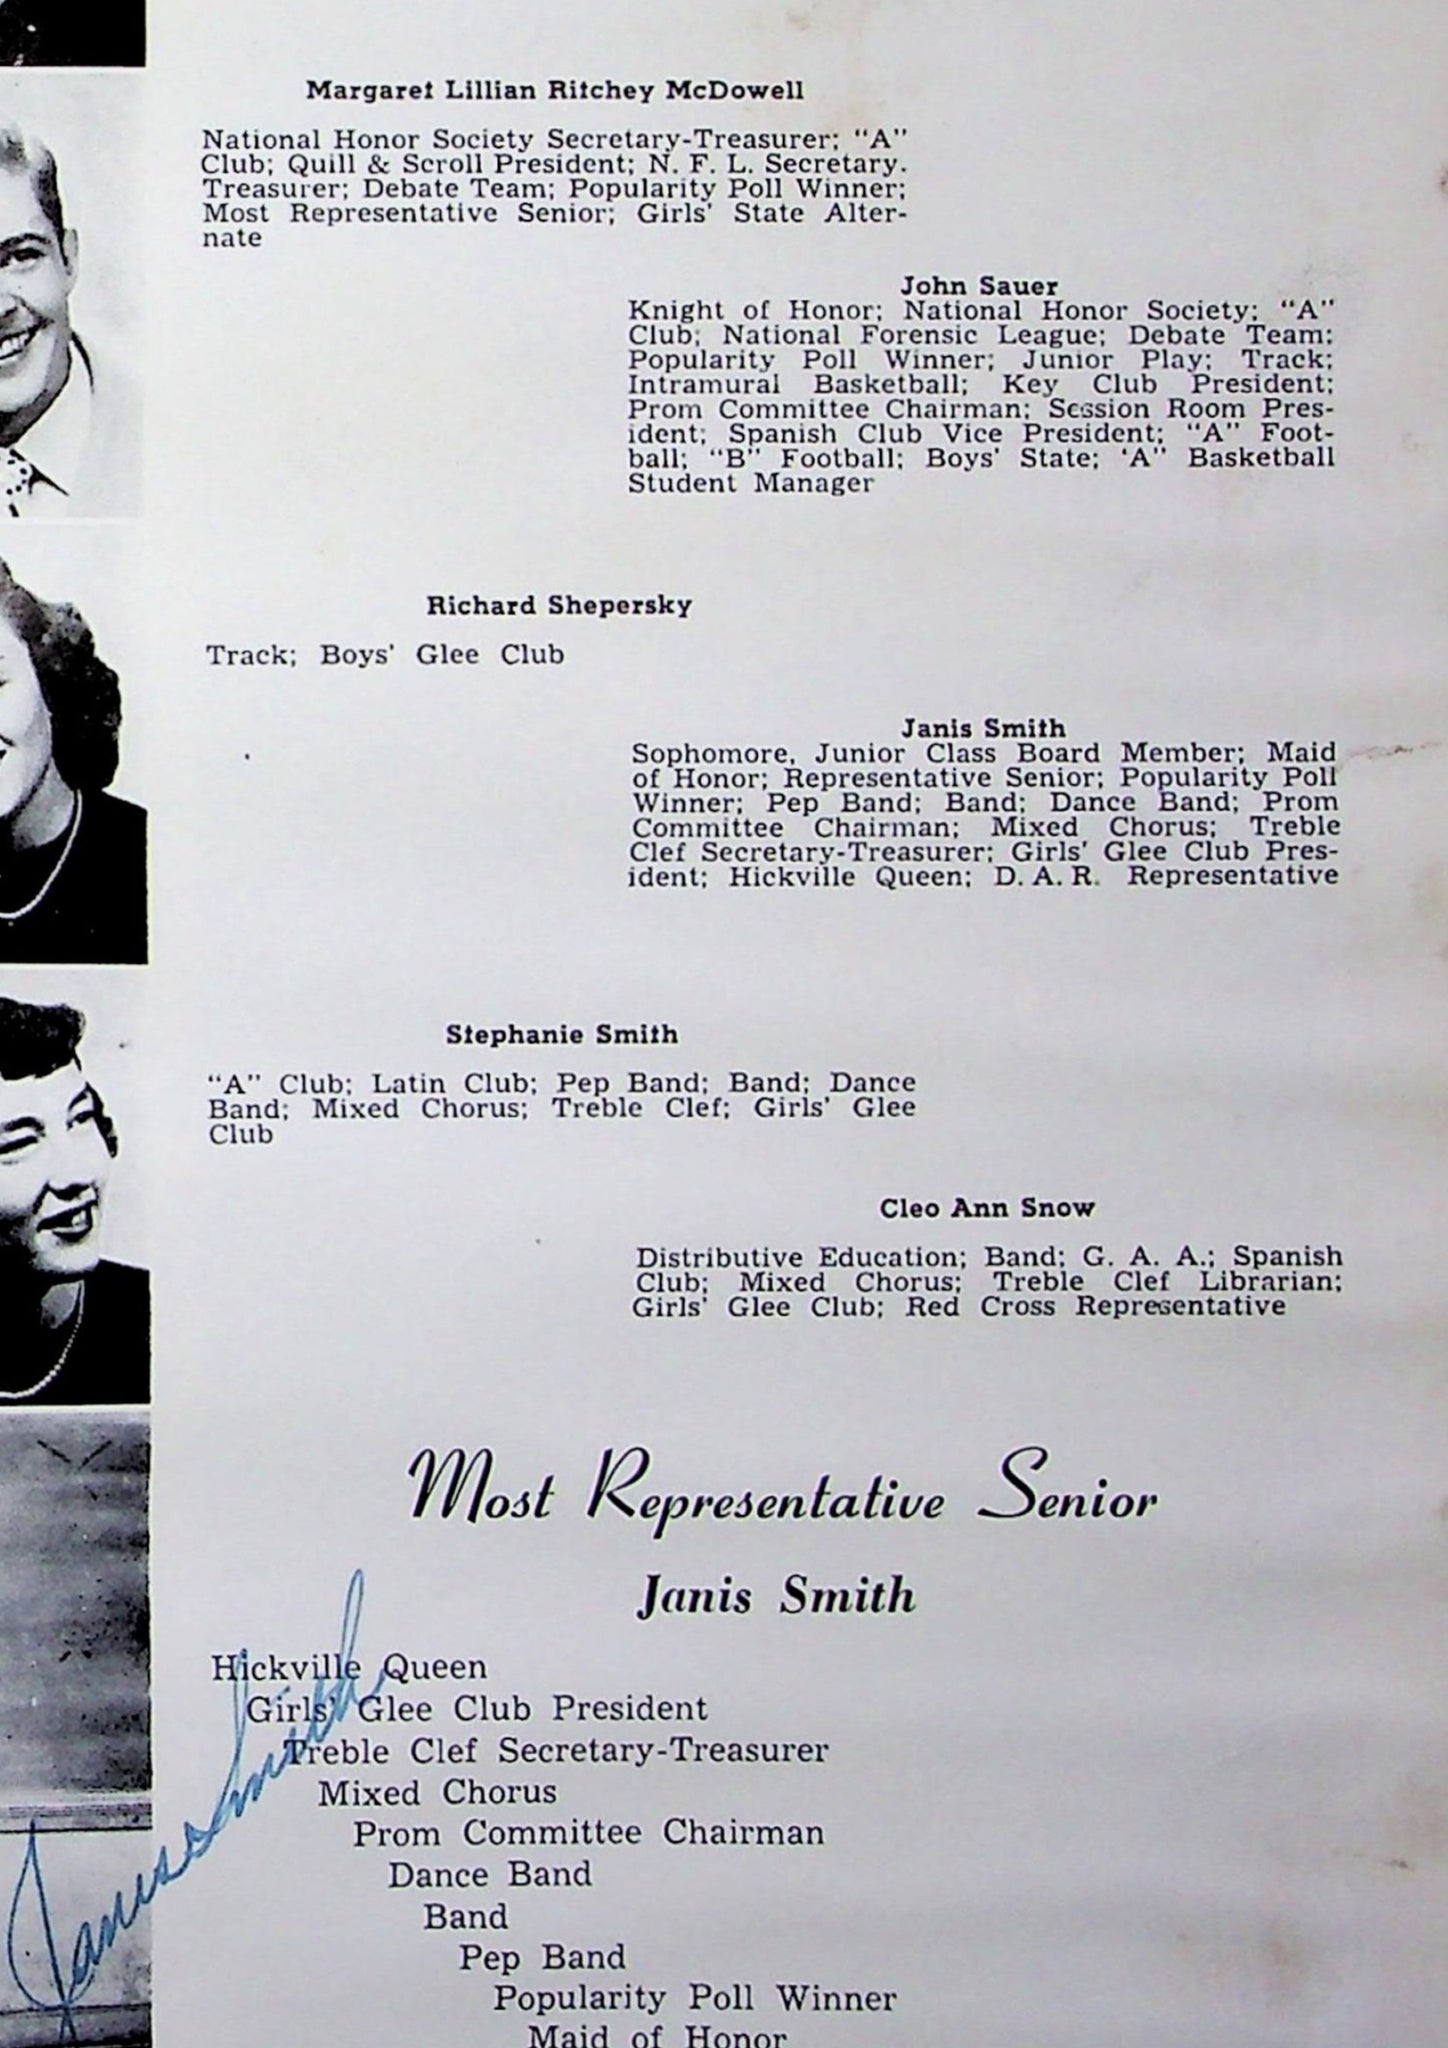 Margaret Lillian Ritchey McDowell
National Honor Society Secretary-Treasurer; "A"
Club; Quill & Scroll President; N. F. L. Secretary.
Treasurer; Debate Team; Popularity Poll Winner;
Most Representative Senior; Girls' State Alter-
nate
John Sauer
Knight of Honor; National Honor Society; "A"
Club; National Forensic League; Debate Team;
Popularity Poll Winner; Junior Play; Track;
Intramural Basketball; Key Club President;
Prom Committee Chairman; Session Room Pres-
ident; Spanish Club Vice President; "A" Foot-
ball; "B" Football; Boys' State; 'A" Basketball
Student Manager
Richard Shepersky
Track; Boys' Glee Club
Janis Smith
Sophomore, Junior Class Board Member; Maid
of Honor; Representative Senior; Popularity Poll
Winner; Pep Band; Band; Dance Band; Prom
Committee Chairman; Mixed Chorus; Treble
Clef Secretary-Treasurer; Girls' Glee Club Pres-
ident; Hickville Queen; D. A. R. Representative
Stephanie Smith
"A" Club; Latin Club; Pep Band; Band; Dance
Band; Mixed Chorus; Treble Clef; Girls' Glee
Club
Cleo Ann Snow
Distributive Education; Band; G. A. A.; Spanish
Club; Mixed Chorus; Treble Clef Librarian;
Girls' Glee Club; Red Cross Representative
Most Representative Senior
Janis Smith
Hickville Queen
Girls' Glee Club President
Treble Clef Secretary-Treasurer
Mixed Chorus
Prom Committee Chairman
Dance Band
Band
Pep Band
Popularity Poll Winner
Maid of Honor
Janis Smith